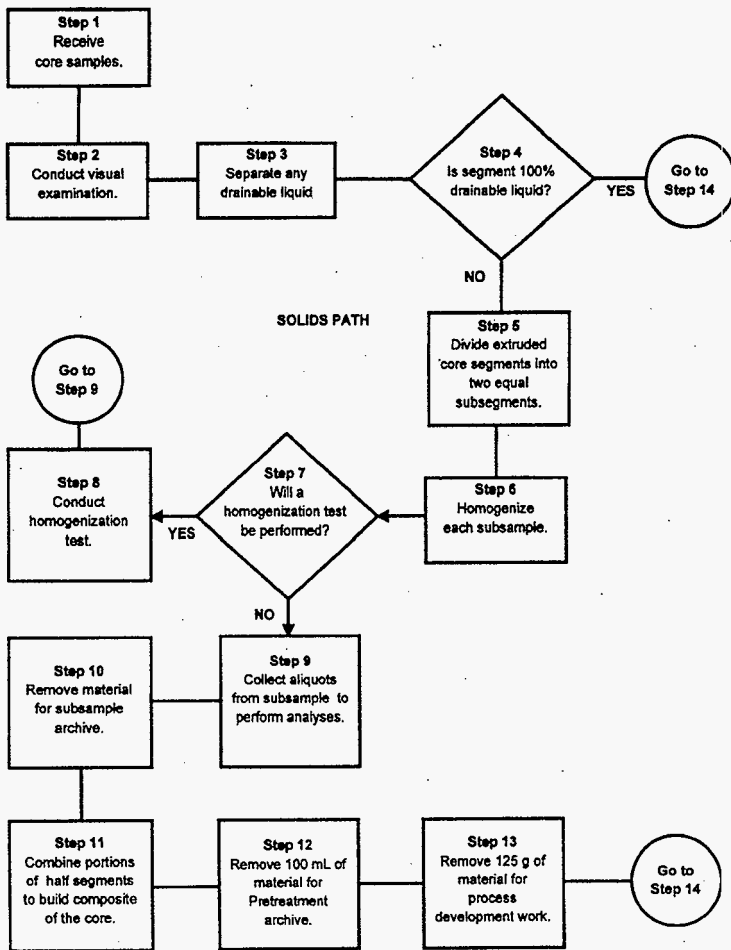 Step 1
Receive
core samples.
Step 2
Conduct visual
examination.
Step 3
Separate any
drainable liquid
Step 4
Is segment 100%
drainable liquid?
YES
Go to
Step 14
NO
SOLIDS PATH
Step 5
Divide extruded
core segments into
two equal
subsegments.
Step 6
Homogenize
each subsample.
Step 7
Will a
homogenization test
be performed?
YES
Step 8
Conduct
homogenization
test.
Go to
Step 9
NO
Step 9
Collect aliquots
from subsample to
perform analyses.
Step 10
Remove material
for subsample
archive.
Step 11
Combine portions
of half segments
to build composite
of the core.
Step 12
Remove 100 mL of
material for
Pretreatment
archive.
Step 13
Remove 125 g of
material for
process
development work.
Go to
Step 14